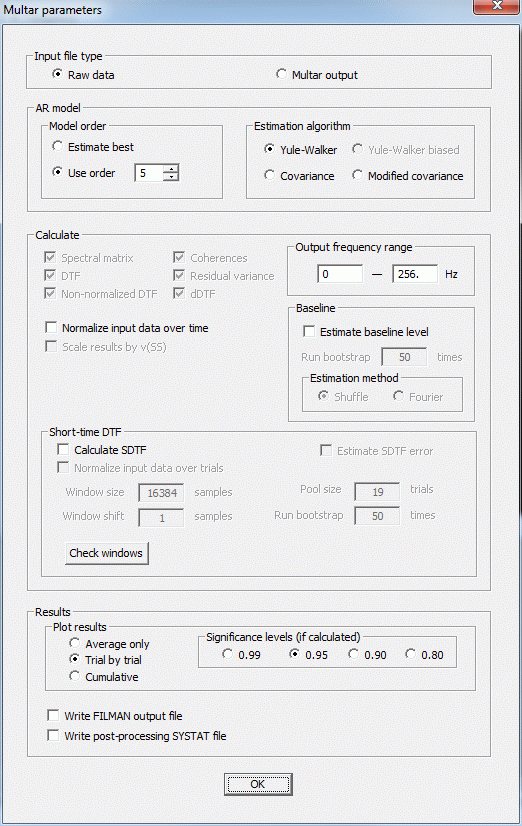 Multar parameters
Input file type
Raw data
Multar output
AR model
Model order
Estimate best
Use order 5
Estimation algorithm
Yule-Walker
Yule-Walker biased
Covariance
Modified covariance
Calculate
Spectral matrix
Coherences
DTF
Residual variance
Non-normalized DTF
dDTF
Normalize input data over time
Scale results by v(SS)
Output frequency range
0 — 256. Hz
Baseline
Estimate baseline level
Run bootstrap 50 times
Estimation method
Shuffle
Fourier
Short-time DTF
Calculate SDTF
Estimate SDTF error
Normalize input data over trials
Window size 16384 samples
Pool size 19 trials
Window shift 1 samples
Run bootstrap 50 times
Check windows
Results
Plot results
Average only
Trial by trial
Cumulative
Significance levels (if calculated)
0.99 0.95 0.90 0.80
Write FILMAN output file
Write post-processing SYSTAT file
OK